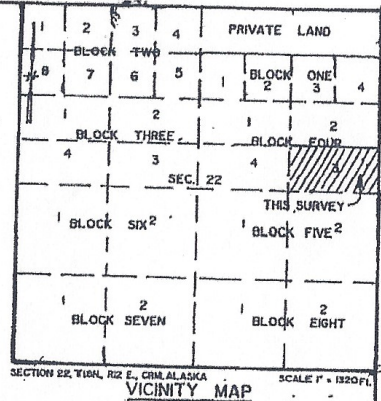 1 2 3 4 PRIVATE LAND
BLOCK TWO
8 7 6 5 BLOCK ONE
1 2 3 4
1 2 1 2
BLOCK THREE BLOCK FOUR
4 3 4 3
SEC. 22
THIS SURVEY
1 BLOCK SIX 2 1 BLOCK FIVE 2
1 2 1 2
BLOCK SEVEN BLOCK EIGHT
SECTION 22, T18N., R12 E., CRM, ALASKA SCALE 1" = 1320 FT.
VICINITY MAP